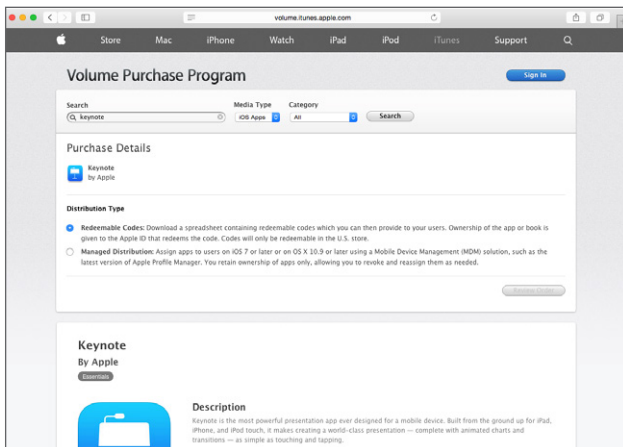 volume.itunes.apple.com
Store Mac iPhone Watch iPad iPod iTunes Support
Volume Purchase Program
Sign In
Search Media Type Category
keynote iOS Apps All Search
Purchase Details
Keynote
by Apple
Distribution Type
Redeemable Codes: Download a spreadsheet containing redeemable codes which you can then provide to your users. Ownership of the app or book is
given to the Apple ID that redeems the code. Codes will only be redeemable in the U.S. store.
Managed Distribution: Assign apps to users on iOS 7 or later or on OS X 10.9 or later using a Mobile Device Management (MDM) solution, such as the
latest version of Apple Profile Manager. You retain ownership of apps only, allowing you to revoke and reassign them as needed.
Review Order
Keynote
By Apple
Essentials
Description
Keynote is the most powerful presentation app ever designed for a mobile device. Built from the ground up for iPad,
iPhone, and iPod touch, it makes creating a world-class presentation — complete with animated charts and
transitions — as simple as touching and tapping.